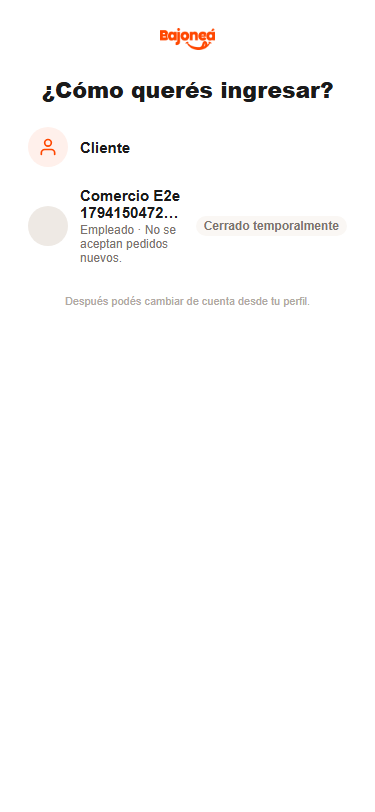 Bajoneá
¿Cómo querés ingresar?
Cliente
Comercio E2e
1794150472…
Empleado · No se
aceptan pedidos
nuevos.
Cerrado temporalmente
Después podés cambiar de cuenta desde tu perfil.